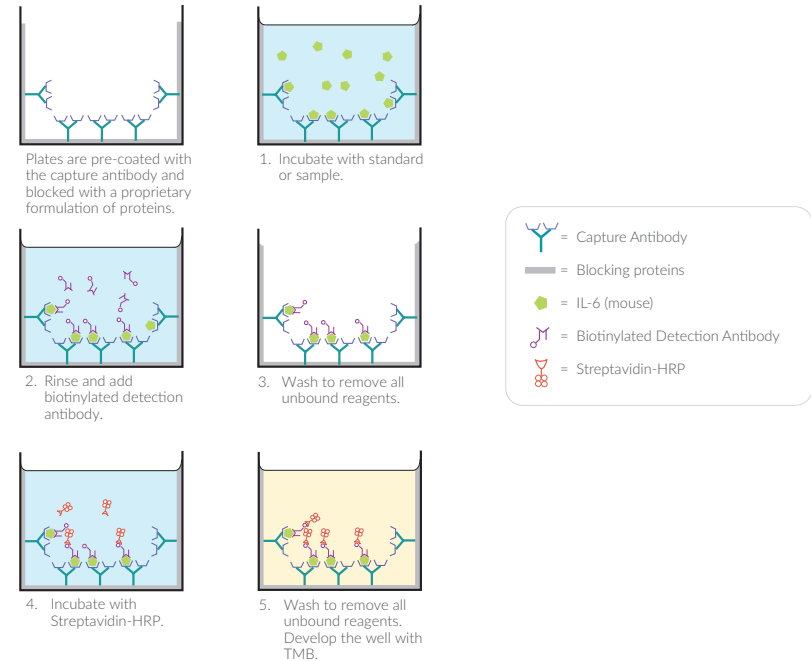 Plates are pre-coated with
the capture antibody and
blocked with a proprietary
formulation of proteins.
1. Incubate with standard
or sample.
2. Rinse and add
biotinylated detection
antibody.
3. Wash to remove all
unbound reagents.
4. Incubate with
Streptavidin-HRP.
5. Wash to remove all
unbound reagents.
Develop the well with
TMB.
= Capture Antibody
= Blocking proteins
= IL-6 (mouse)
= Biotinylated Detection Antibody
= Streptavidin-HRP